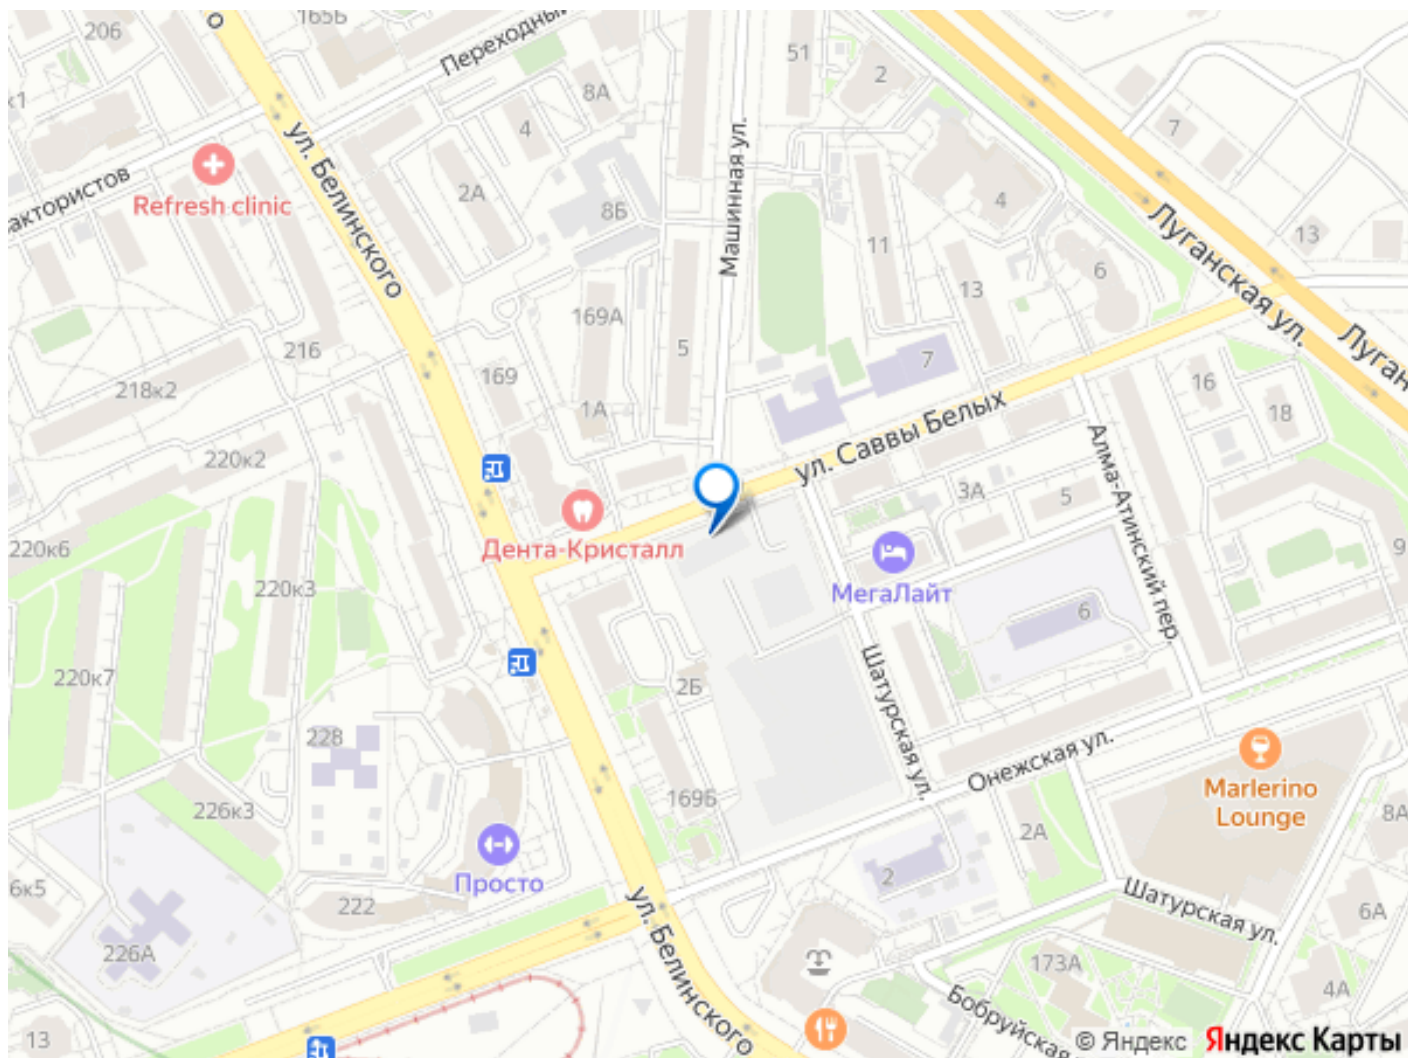 206
165Б
о
Переходный
51
2
8А
к1
4
7
ул. Белинского
Refresh clinic
актористов
2А
8Б
Машинная ул.
4
Луганская ул.
11
13
6
13
169А
5
216
Луган
218к2
169
7
16
18
1А
ул. Саввы Белых
220к2
Алма-Атинский пер.
3А
5
Дента-Кристалл
220к6
9
МегаЛайт
220к3
6
220к7
2Б
Шатурская ул.
228
Онежская ул.
Marlerino
Lounge
226к3
169Б
2А
8А
Просто
2
6к5
222
Шатурская ул.
6А
ул. Белинского
226А
173А
4А
Бобруйская
13
© Яндекс Яндекс Карты